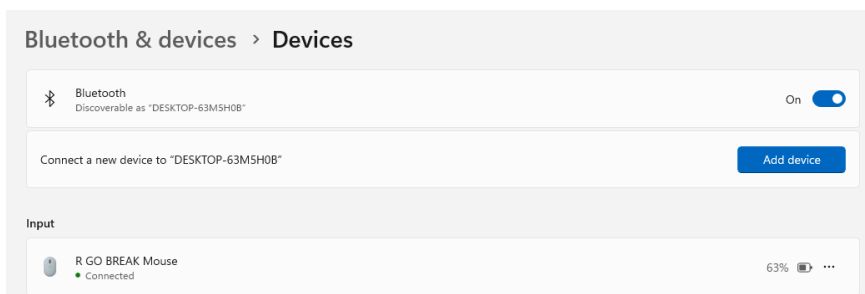 Bluetooth & devices > Devices
Bluetooth
Discoverable as "DESKTOP-63M5H0B"
On
Connect a new device to "DESKTOP-63M5H0B"
Add device
Input
R GO BREAK Mouse
Connected
63%